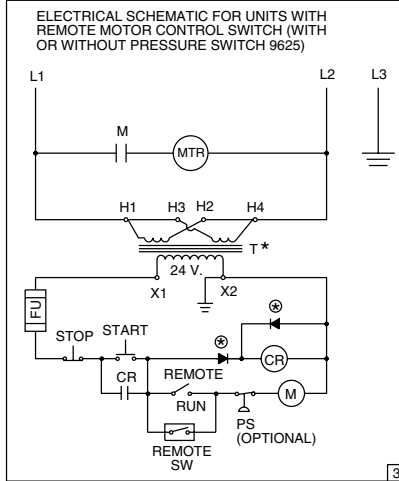 ELECTRICAL SCHEMATIC FOR UNITS WITH
REMOTE MOTOR CONTROL SWITCH (WITH
OR WITHOUT PRESSURE SWITCH 9625)
L1 L2 L3
M
MTR
H1 H3 H2 H4
T*
24 V.
X1 X2
FU
STOP START
CR REMOTE CR
RUN M
PS
(OPTIONAL)
REMOTE
SW
3